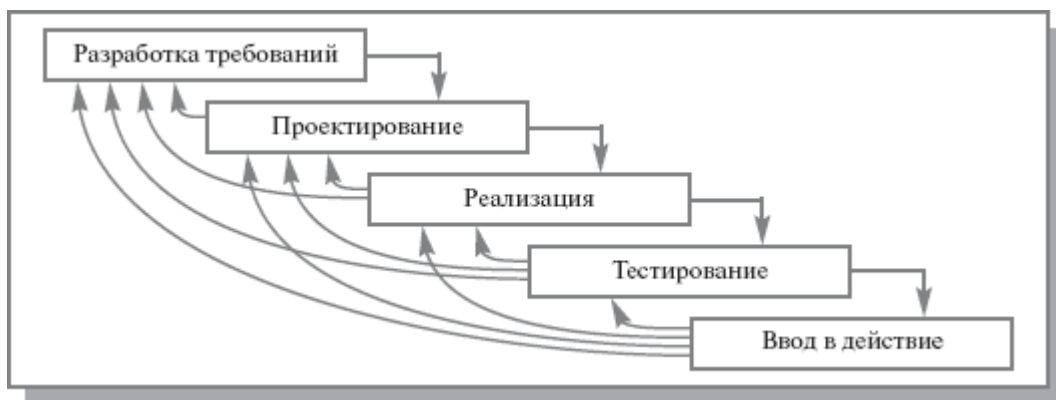 Разработка требований
Проектирование
Реализация
Тестирование
Ввод в действие